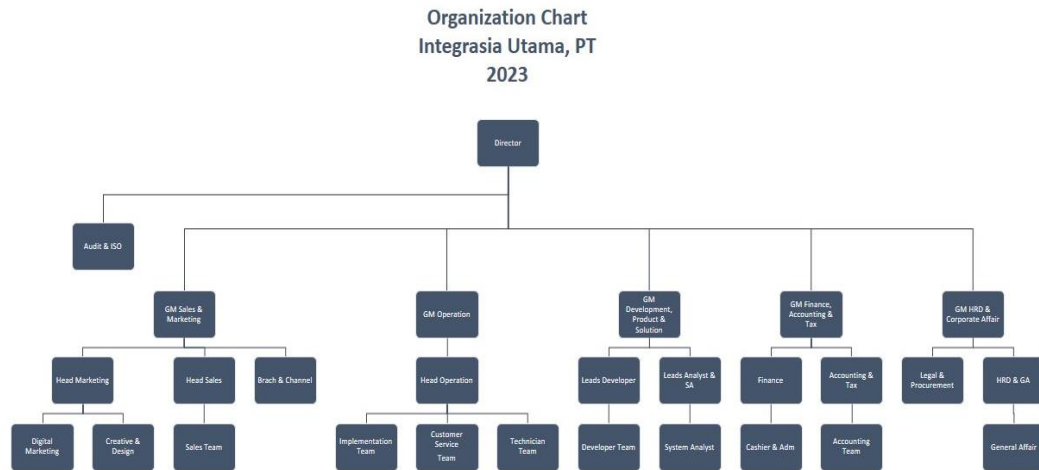 Organization Chart
Integrasia Utama, PT
2023
Director
Audit & ISO
GM Sales &
Marketing
GM Operation
GM
Development,
Product &
Solution
GM Finance,
Accounting &
Tax
GM HRD &
Corporate Affair
Head Marketing
Head Sales
Brach & Channel
Head Operation
Leads Developer
Leads Analyst &
SA
Finance
Accounting &
Tax
Legal &
Procurement
HRD & GA
Digital
Marketing
Creative &
Design
Sales Team
Implementation
Team
Customer
Service
Team
Technician
Team
Developer Team
System Analyst
Cashier & Adm
Accounting
Team
General Affair